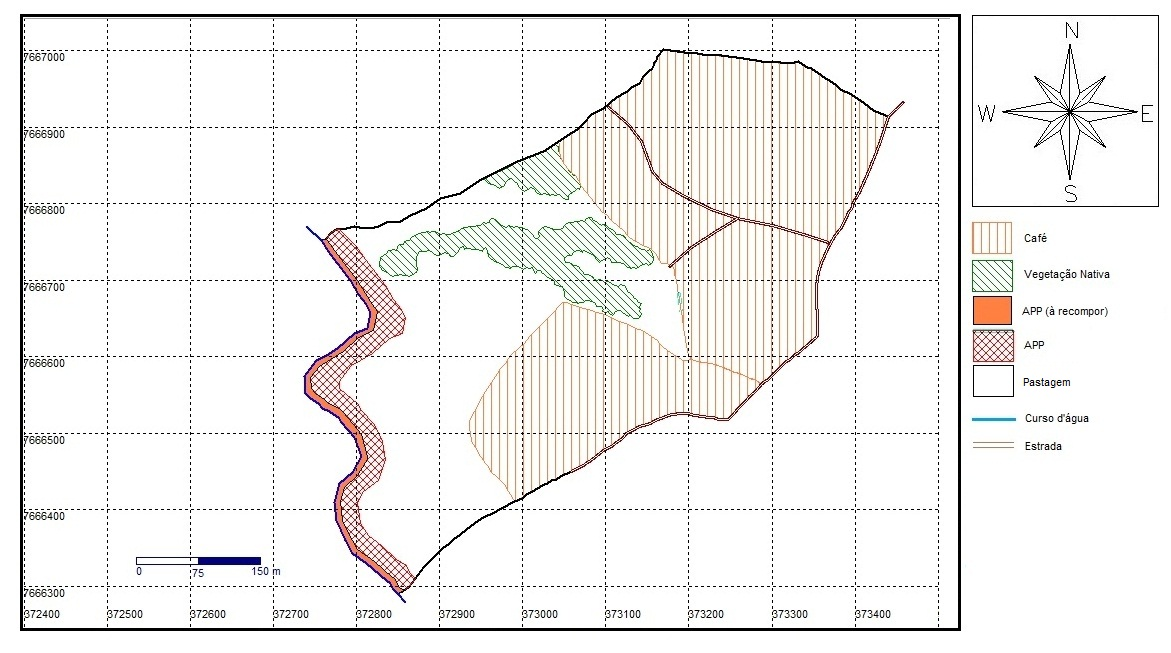 7667000
7666900
7666800
7666700
7666600
7666500
7666400
7666300
0 75 150 m
372400 372500 372600 372700 372800 372900 373000 373100 373200 373300 373400
N
W E
S
Café
Vegetação Nativa
APP (à recompor)
APP
Pastagem
Curso d'água
Estrada